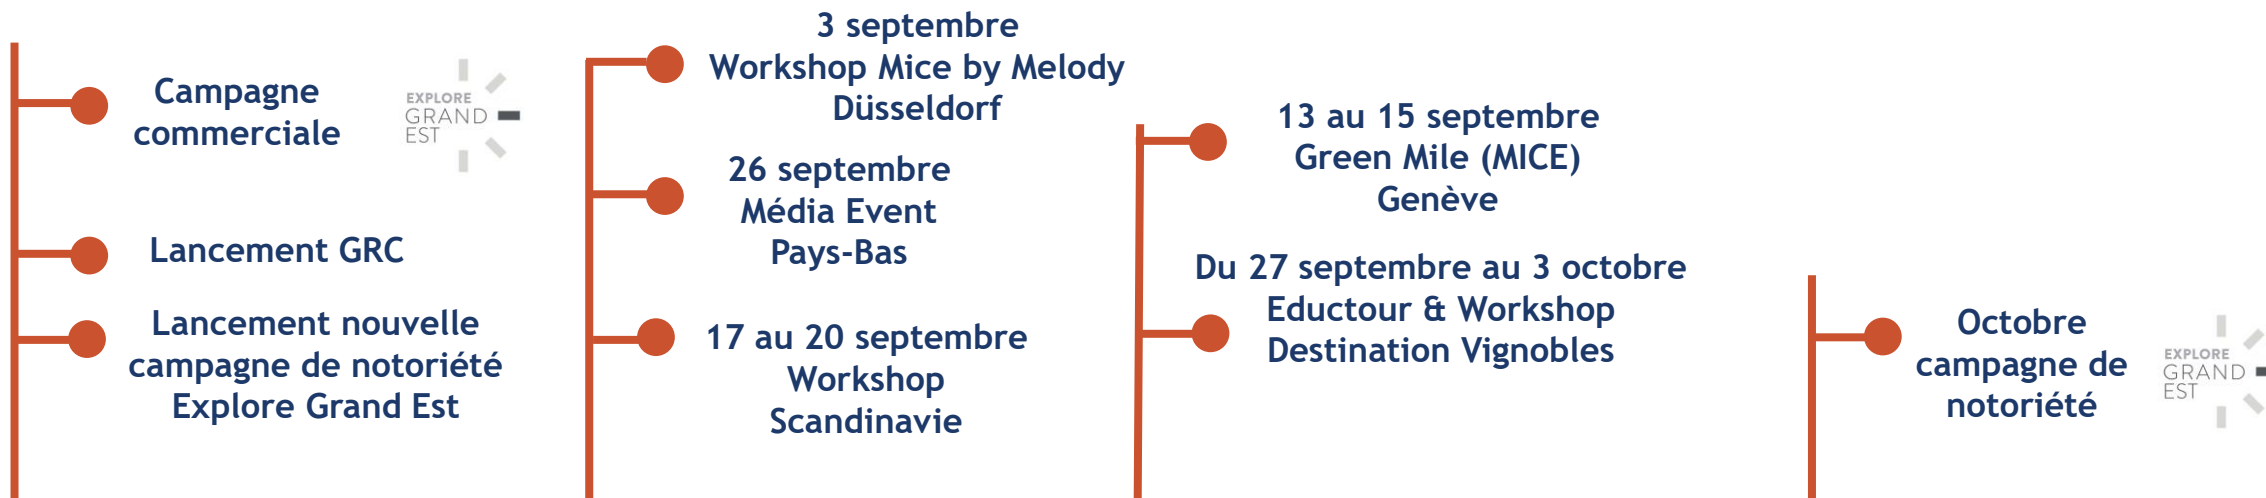 Campagne
commerciale
EXPLORE
GRAND
EST
Lancement GRC
Lancement nouvelle
campagne de notoriété
Explore Grand Est
3 septembre
Workshop Mice by Melody
Düsseldorf
26 septembre
Média Event
Pays-Bas
17 au 20 septembre
Workshop
Scandinavie
13 au 15 septembre
Green Mile (MICE)
Genève
Du 27 septembre au 3 octobre
Eductour & Workshop
Destination Vignobles
Octobre
campagne de
notoriété
EXPLORE
GRAND
EST